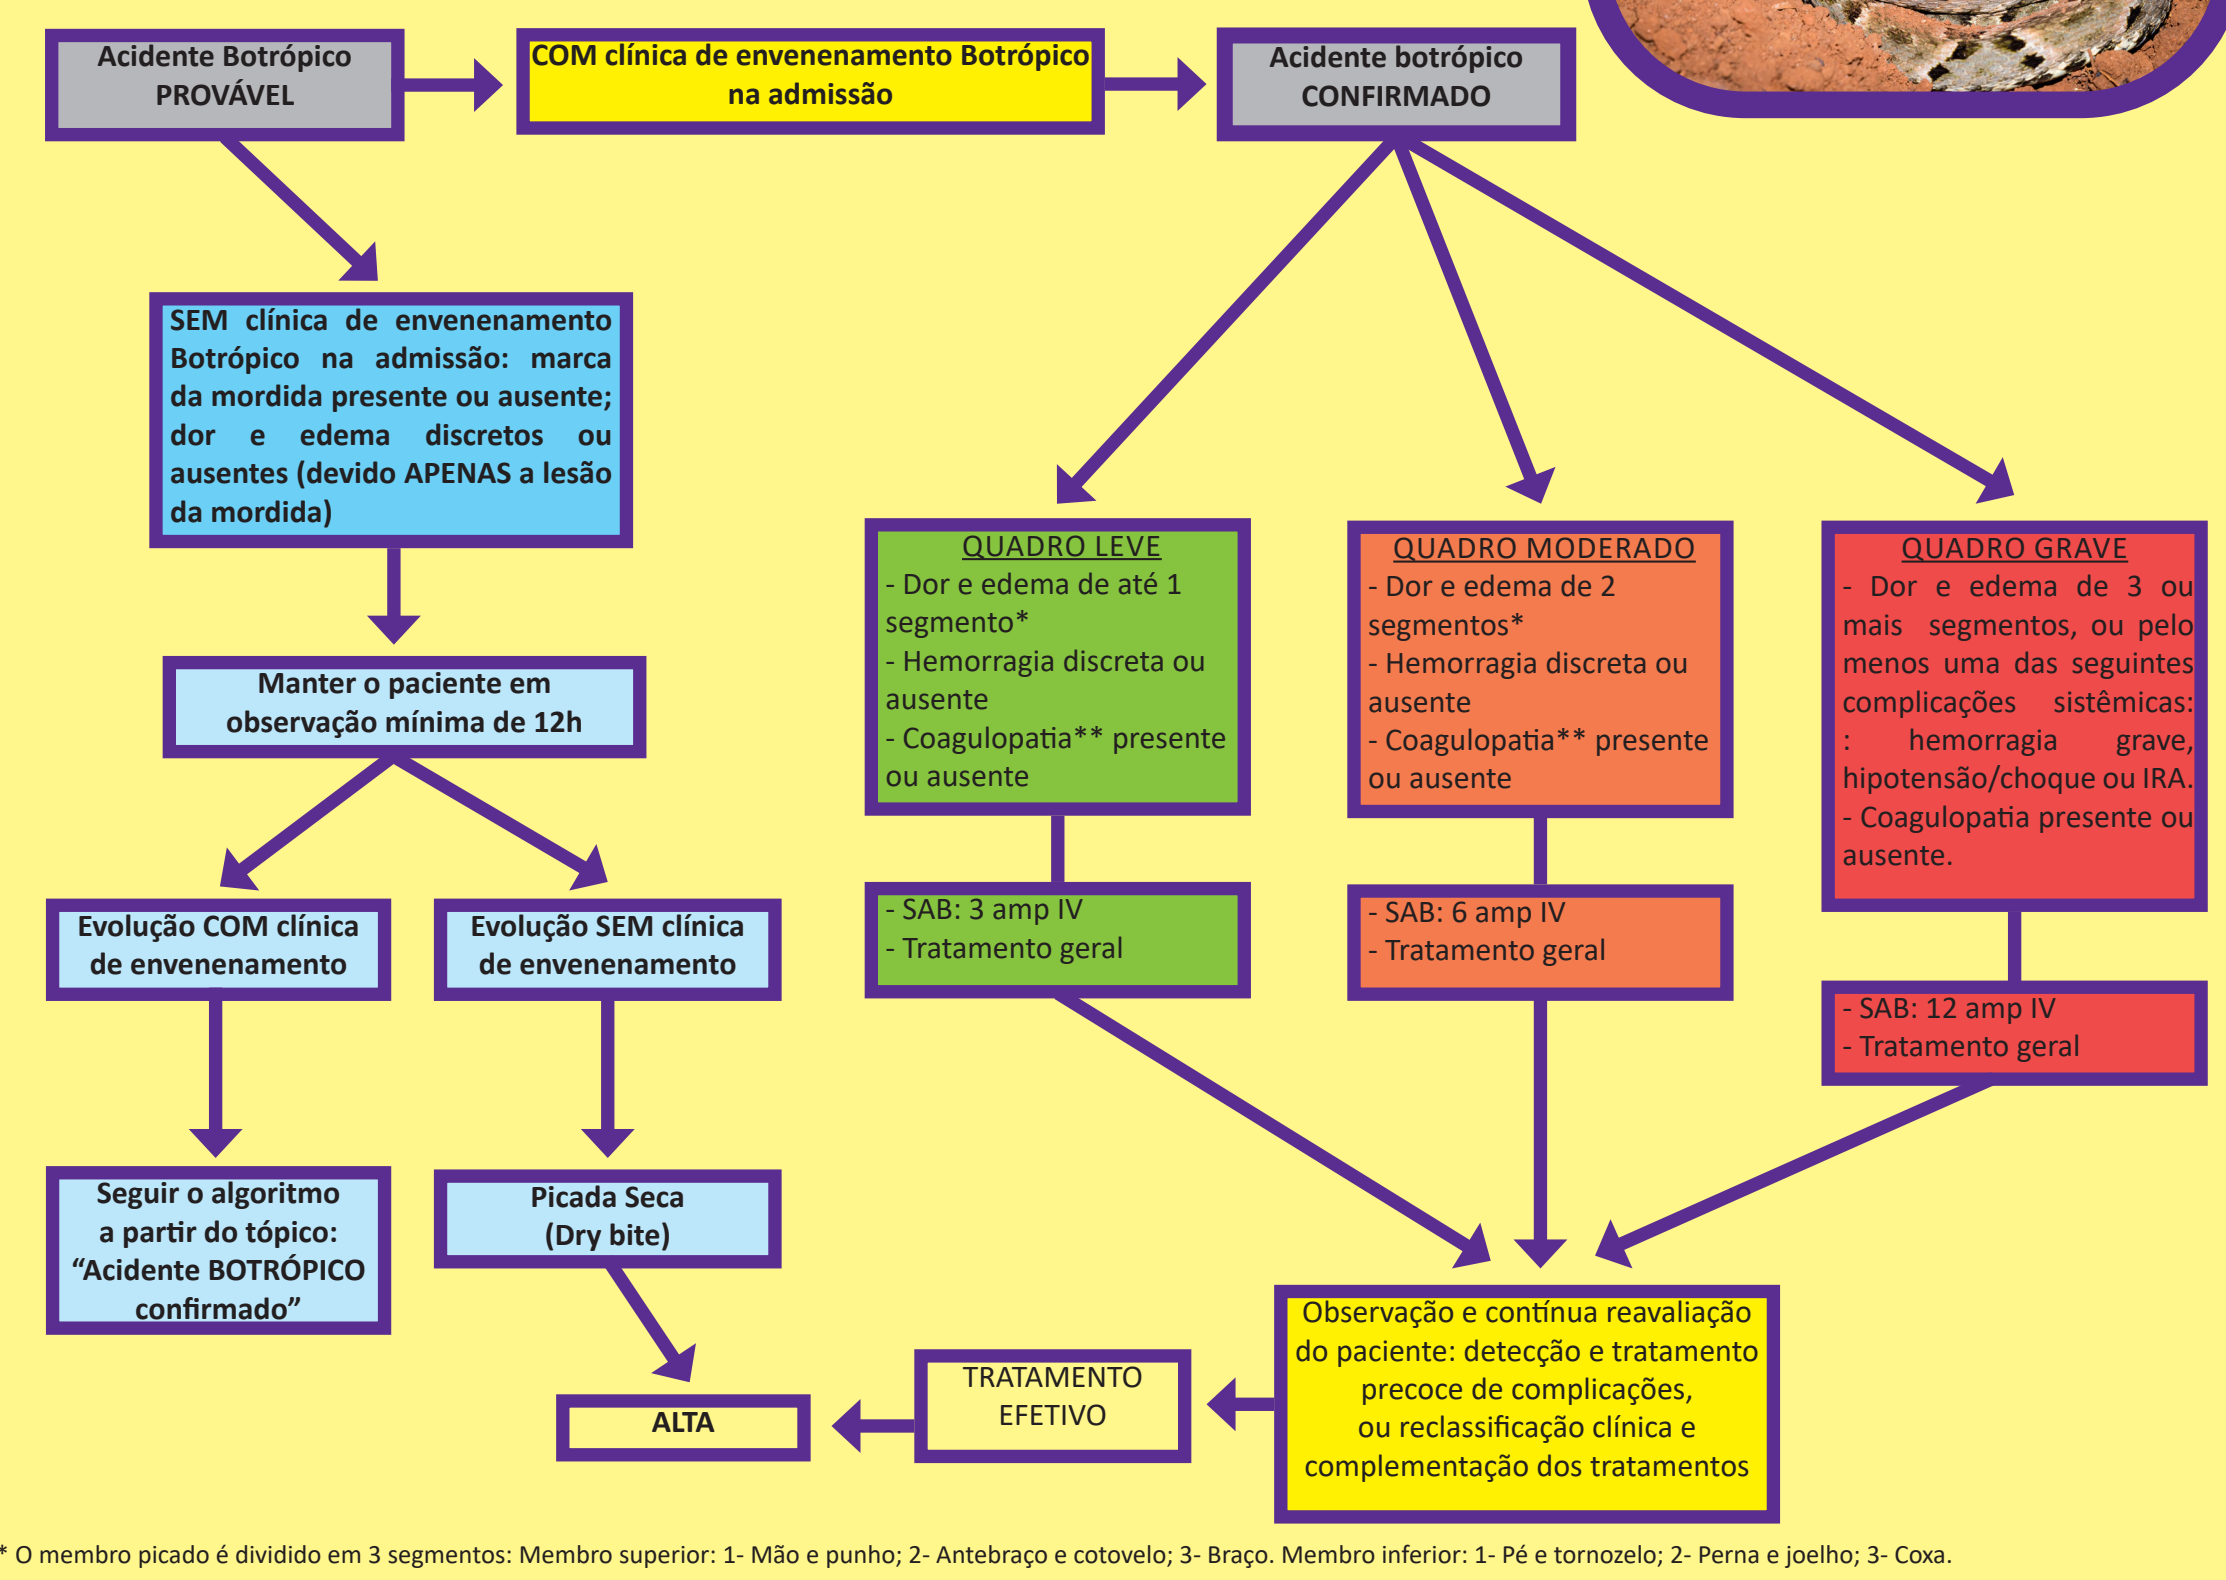 Acidente Botrópico
PROVÁVEL
COM clínica de envenenamento Botrópico
na admissão
Acidente botrópico
CONFIRMADO
SEM clínica de envenenamento
Botrópico na admissão: marca
da mordida presente ou ausente;
dor e edema discretos ou
ausentes (devido APENAS a lesão
da mordida)
Manter o paciente em
observação mínima de 12h
Evolução COM clínica
de envenenamento
Evolução SEM clínica
de envenenamento
Seguir o algoritmo
a partir do tópico:
“Acidente BOTRÓPICO
confirmado”
Picada Seca
(Dry bite)
QUADRO LEVE
- Dor e edema de até 1
segmento*
- Hemorragia discreta ou
ausente
- Coagulopatia** presente
ou ausente
- SAB: 3 amp IV
- Tratamento geral
QUADRO MODERADO
- Dor e edema de 2
segmentos*
- Hemorragia discreta ou
ausente
- Coagulopatia** presente
ou ausente
- SAB: 6 amp IV
- Tratamento geral
QUADRO GRAVE
- Dor e edema de 3 ou
mais segmentos, ou pelo
menos uma das seguintes
complicações sistêmicas:
: hemorragia grave,
hipotensão/choque ou IRA.
- Coagulopatia presente ou
ausente.
- SAB: 12 amp IV
- Tratamento geral
Observação e contínua reavaliação
do paciente: detecção e tratamento
precoce de complicações,
ou reclassificação clínica e
complementação dos tratamentos
TRATAMENTO
EFETIVO
ALTA
* O membro picado é dividido em 3 segmentos: Membro superior: 1- Mão e punho; 2- Antebraço e cotovelo; 3- Braço. Membro inferior: 1- Pé e tornozelo; 2- Perna e joelho; 3- Coxa.